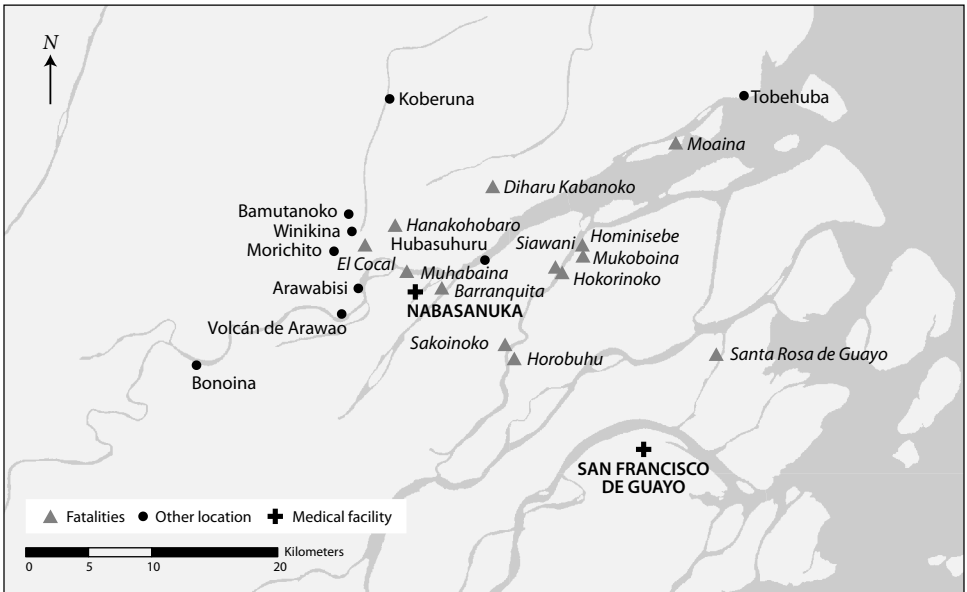 N
Koberuna
Tobehuba
Moaina
Diharu Kabanoko
Bamutanoko
Hanakohobaro
Winikina
Hubasuhuru
Siawani
Hominisebe
Morichito
El Cocal
Mukoboina
Muhabaina
Hokorinoko
Arawabisi
Barranquita
NABASANUKA
Volcán de Arawao
Sakoinoko
Horobuhu
Santa Rosa de Guayo
Bonoina
SAN FRANCISCO
DE GUAYO
Fatalities Other location Medical facility
Kilometers
0 5 10 20